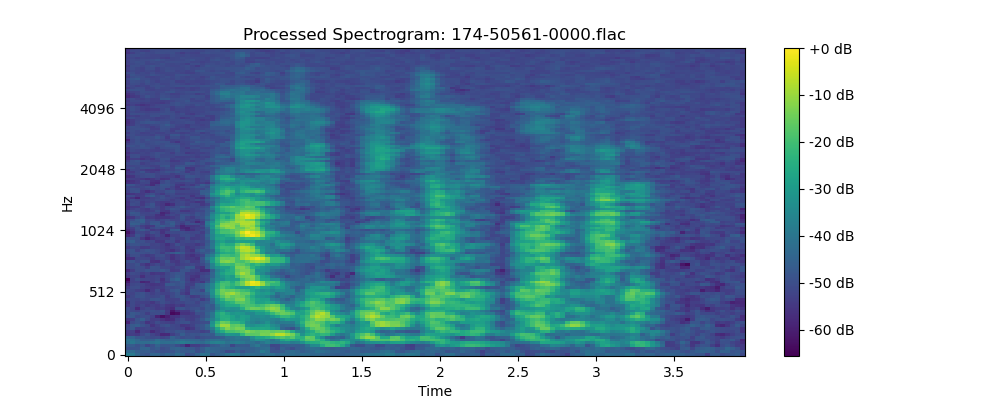 Processed Spectrogram: 174-50561-0000.flac
Hz
4096
2048
1024
512
0
0 0.5 1 1.5 2 2.5 3 3.5
Time
+0 dB
-10 dB
-20 dB
-30 dB
-40 dB
-50 dB
-60 dB